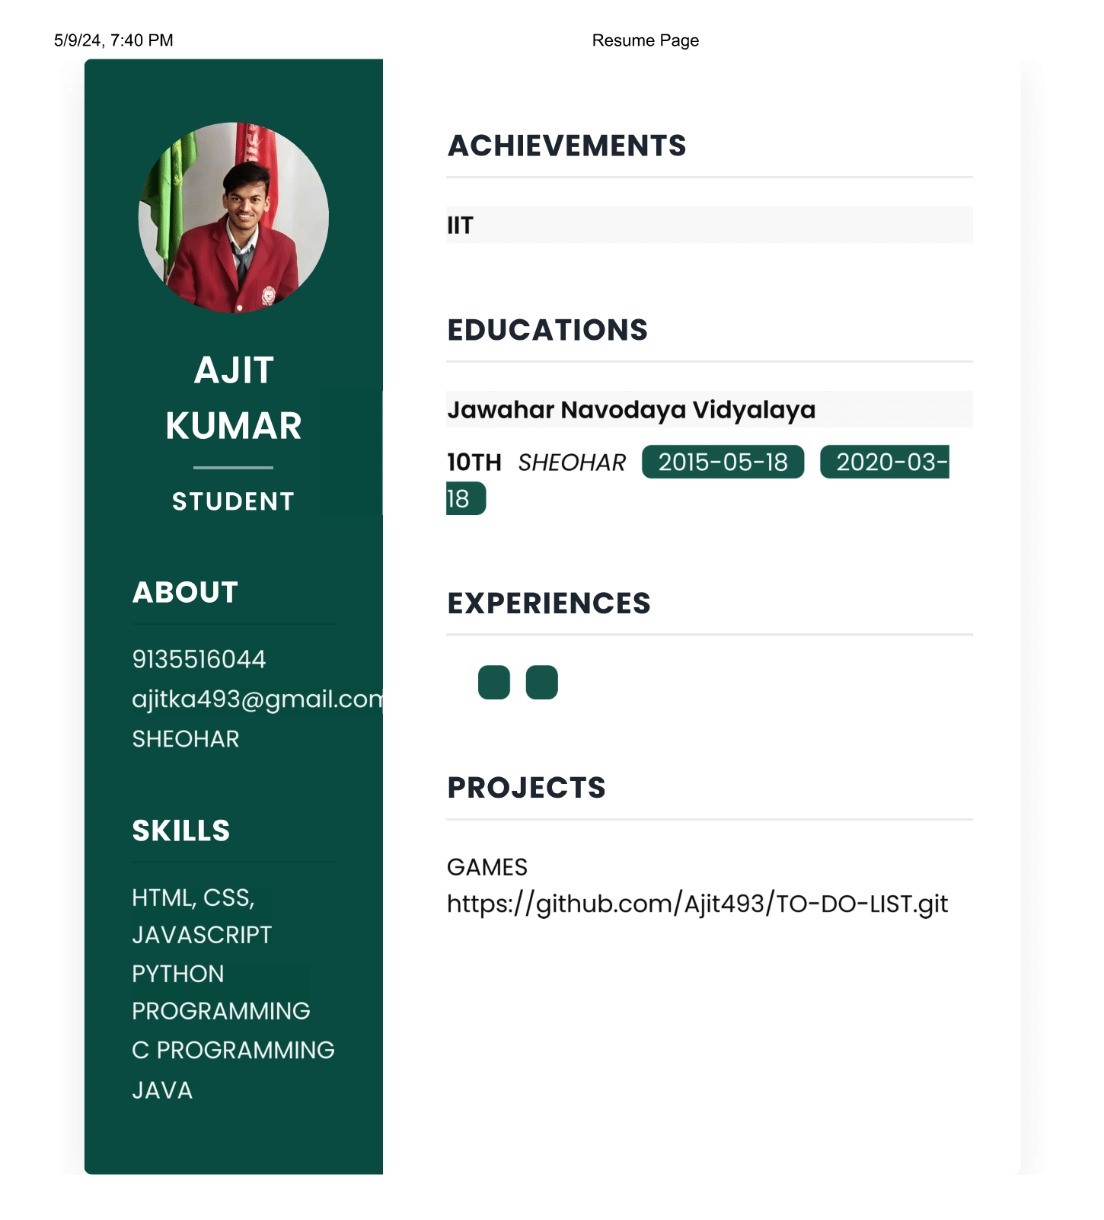 5/9/24, 7:40 PM
Resume Page
AJIT
KUMAR
STUDENT
ABOUT
9135516044
ajitka493@gmail.com
SHEOHAR
SKILLS
HTML, CSS,
JAVASCRIPT
PYTHON
PROGRAMMING
C PROGRAMMING
JAVA
ACHIEVEMENTS
IIT
EDUCATIONS
Jawahar Navodaya Vidyalaya
10TH SHEOHAR 2015-05-18 2020-03-
18
EXPERIENCES
PROJECTS
GAMES
https://github.com/Ajit493/TO-DO-LIST.git